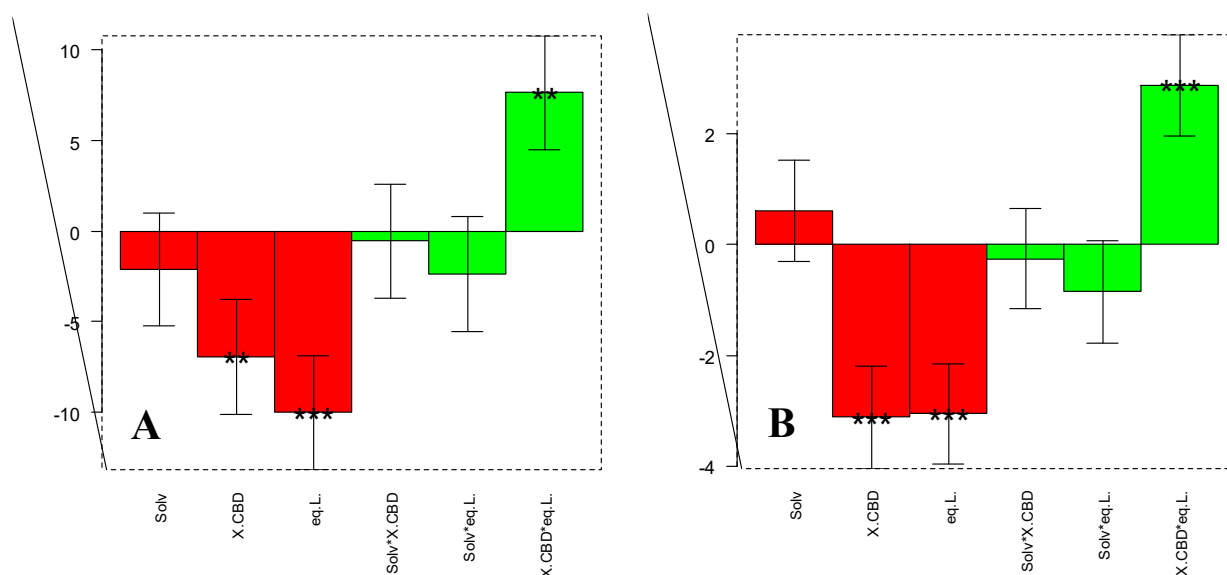 10
5
0
-5
-10
**
***
**
A
Solv
X.CBD
eq.L.
Solv*X.CBD
Solv*eq.L.
X.CBD*eq.L.
2
0
-2
-4
***
***
***
B
Solv
X.CBD
eq.L.
Solv*X.CBD
Solv*eq.L.
X.CBD*eq.L.